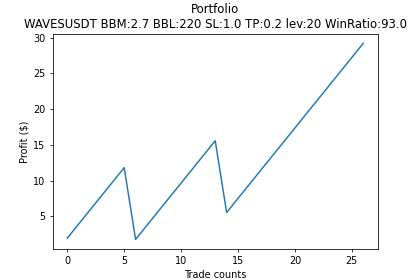 Portfolio
WAVESUSDT BBM:2.7 BBL:220 SL:1.0 TP:0.2 lev:20 WinRatio:93.0
30
25
20
15
10
5
Profit ($)
0 5 10 15 20 25
Trade counts